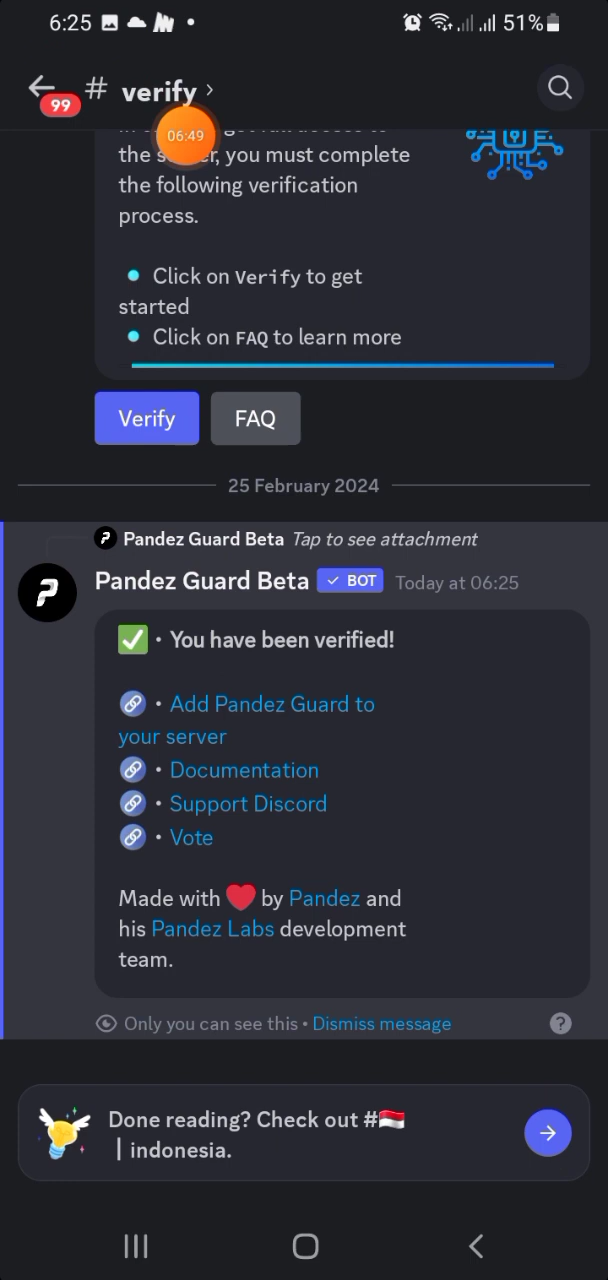 6:25
51%
99
# verify
06:49
the
you must complete
the following verification
process.
Click on Verify to get
started
Click on FAQ to learn more
Verify
FAQ
25 February 2024
Pandez Guard Beta Tap to see attachment
Pandez Guard Beta ✓ BOT Today at 06:25
✅ • You have been verified!
🔗 • Add Pandez Guard to
your server
🔗 • Documentation
🔗 • Support Discord
🔗 • Vote
Made with ❤️ by Pandez and
his Pandez Labs development
team.
Only you can see this • Dismiss message
?
Done reading? Check out #🇮🇩
| indonesia.